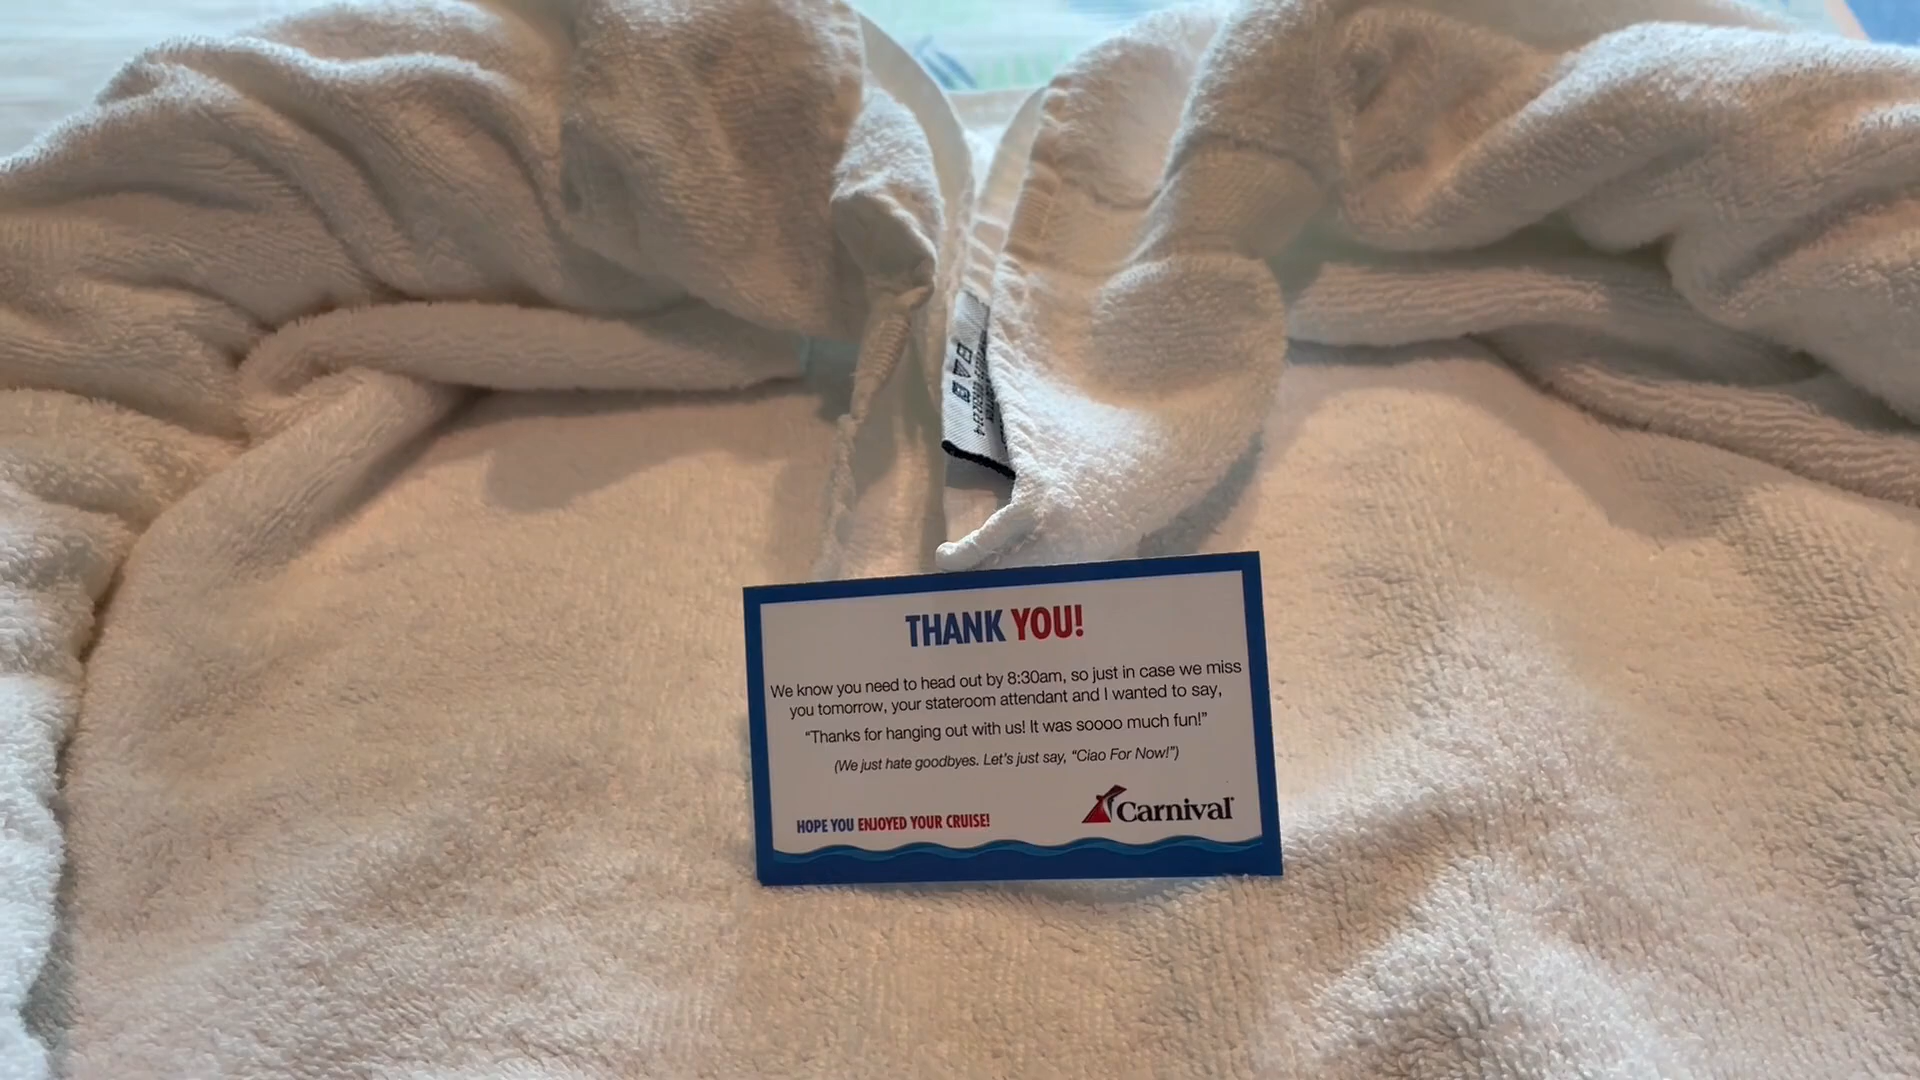 THANK YOU!
We know you need to head out by 8:30am, so just in case we miss
you tomorrow, your stateroom attendant and I wanted to say,
“Thanks for hanging out with us! It was soooo much fun!”
(We just hate goodbyes. Let's just say, “Ciao For Now!”)
HOPE YOU ENJOYED YOUR CRUISE!
Carnival